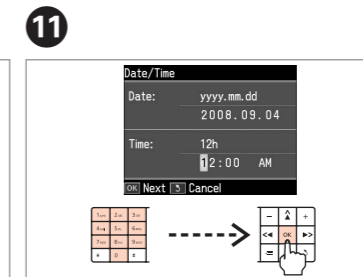 11
Date/Time
Date: yyyy.mm.dd
2008.09.04
Time: 12h
12:00 AM
OK Next Cancel
- +
OK